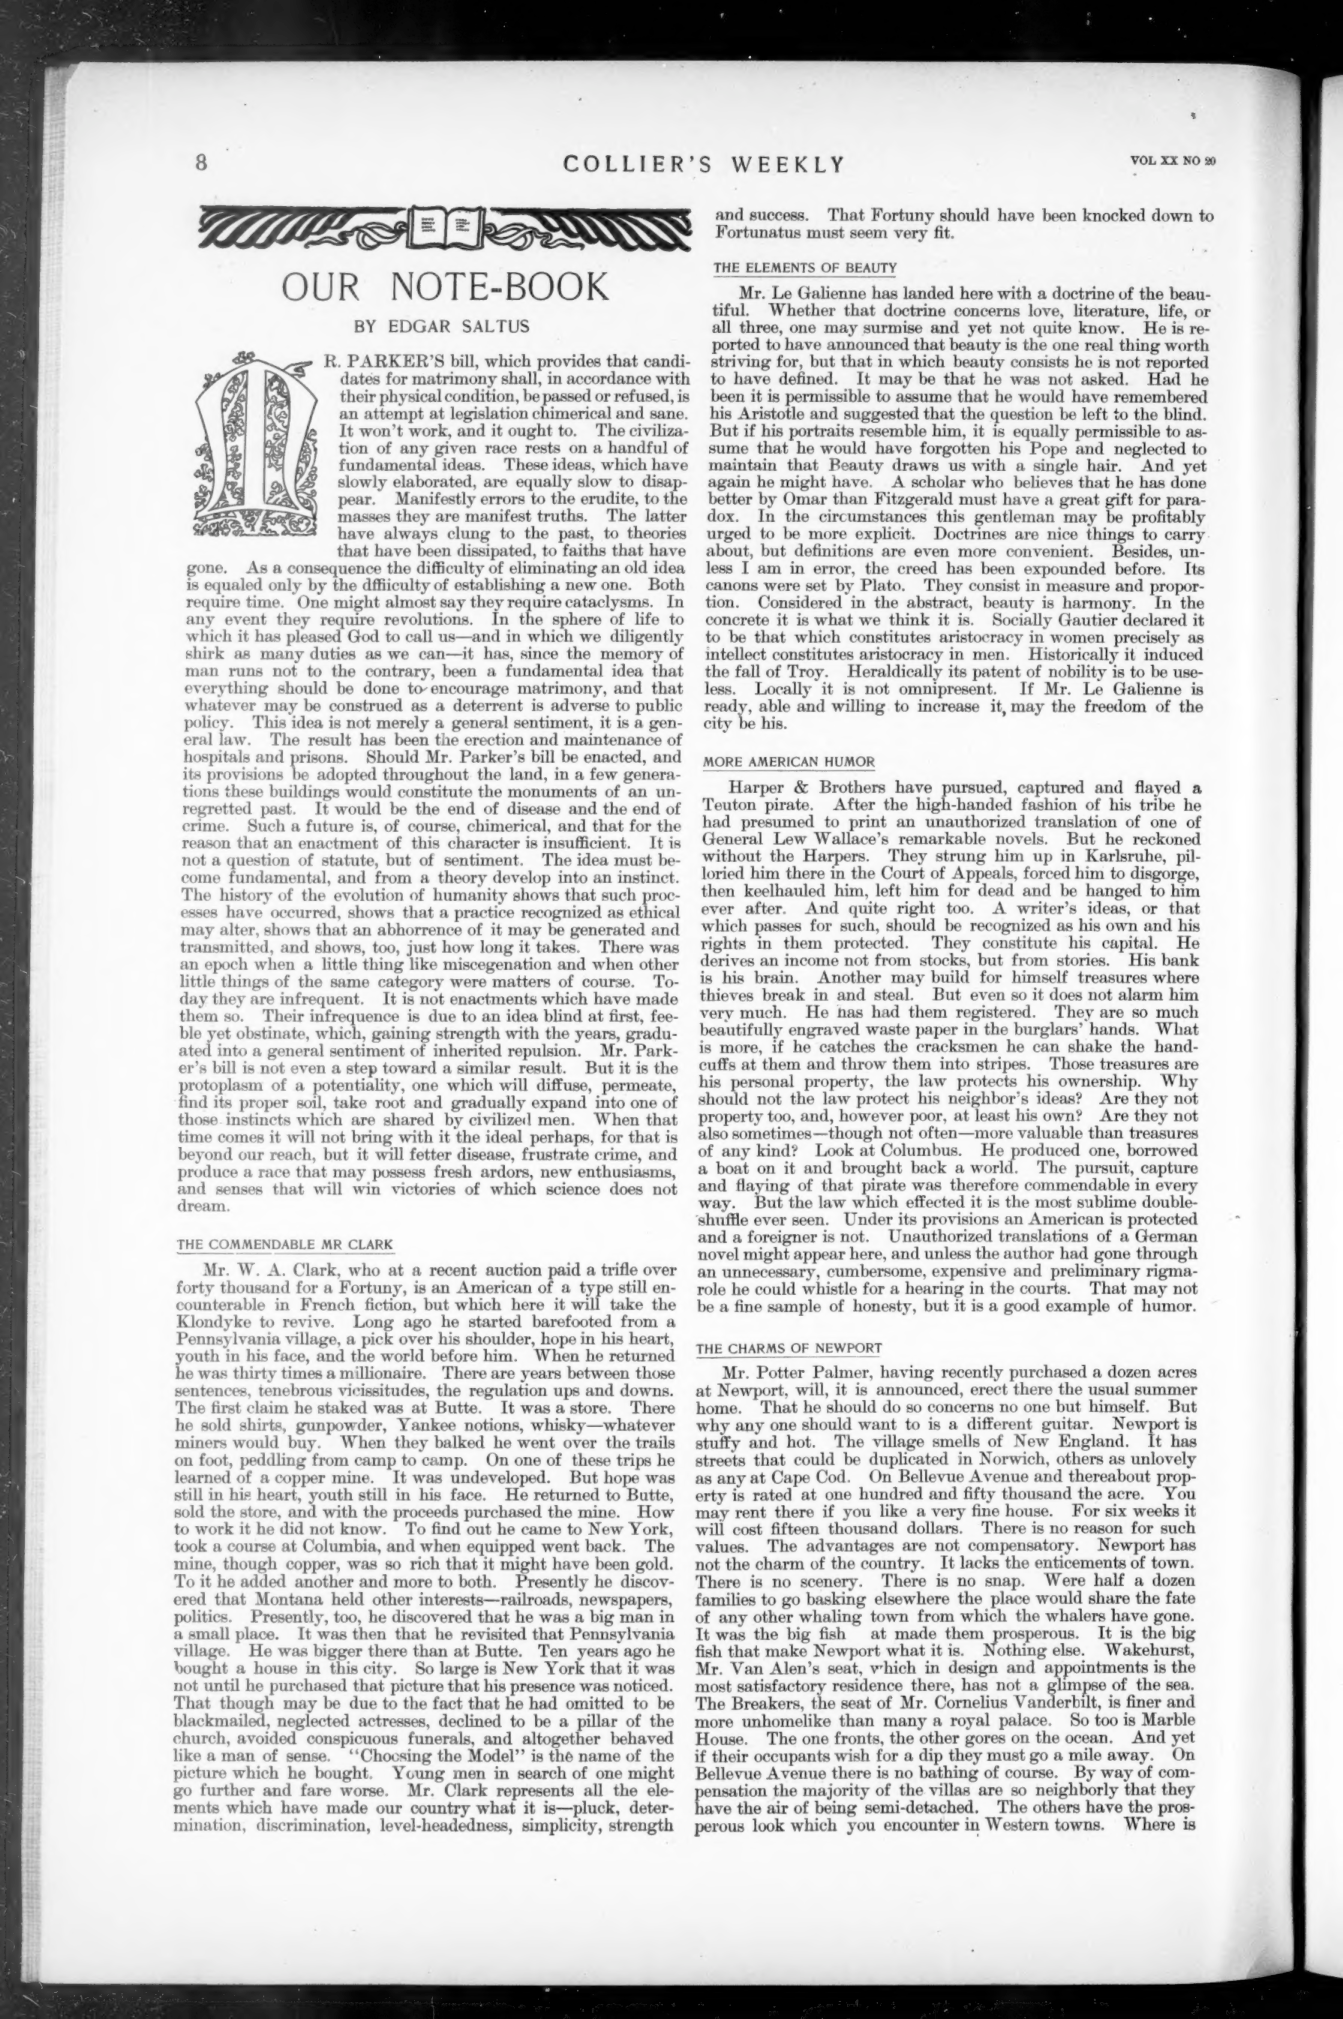 8
COLLIER'S WEEKLY
VOL XX NO 20
OUR NOTE-BOOK
BY EDGAR SALTUS
MR. PARKER'S bill, which provides that candi-
dates for matrimony shall, in accordance with
their physical condition, be passed or refused, is
an attempt at legislation chimerical and sane.
It won't work, and it ought to. The civiliza-
tion of any given race rests on a handful of
fundamental ideas. These ideas, which have
slowly elaborated, are equally slow to disap-
pear. Manifestly errors to the erudite, to the
masses they are manifest truths. The latter
have always clung to the past, to theories
that have been dissipated, to faiths that have
gone. As a consequence the difficulty of eliminating an old idea
is equaled only by the dffiiculty of establishing a new one. Both
require time. One might almost say they require cataclysms. In
any event they require revolutions. In the sphere of life to
which it has pleased God to call us—and in which we diligently
shirk as many duties as we can—it has, since the memory of
man runs not to the contrary, been a fundamental idea that
everything should be done to encourage matrimony, and that
whatever may be construed as a deterrent is adverse to public
policy. This idea is not merely a general sentiment, it is a gen-
eral law. The result has been the erection and maintenance of
hospitals and prisons. Should Mr. Parker's bill be enacted, and
its provisions be adopted throughout the land, in a few genera-
tions these buildings would constitute the monuments of an un-
regretted past. It would be the end of disease and the end of
crime. Such a future is, of course, chimerical, and that for the
reason that an enactment of this character is insufficient. It is
not a question of statute, but of sentiment. The idea must be-
come fundamental, and from a theory develop into an instinct.
The history of the evolution of humanity shows that such proc-
esses have occurred, shows that a practice recognized as ethical
may alter, shows that an abhorrence of it may be generated and
transmitted, and shows, too, just how long it takes. There was
an epoch when a little thing like miscegenation and when other
little things of the same category were matters of course. To-
day they are infrequent. It is not enactments which have made
them so. Their infrequence is due to an idea blind at first, fee-
ble yet obstinate, which, gaining strength with the years, gradu-
ated into a general sentiment of inherited repulsion. Mr. Park-
er's bill is not even a step toward a similar result. But it is the
protoplasm of a potentiality, one which will diffuse, permeate,
find its proper soil, take root and gradually expand into one of
those instincts which are shared by civilized men. When that
time comes it will not bring with it the ideal perhaps, for that is
beyond our reach, but it will fetter disease, frustrate crime, and
produce a race that may possess fresh ardors, new enthusiasms,
and senses that will win victories of which science does not
dream.
THE COMMENDABLE MR CLARK
Mr. W. A. Clark, who at a recent auction paid a trifle over
forty thousand for a Fortuny, is an American of a type still en-
counterable in French fiction, but which here it will take the
Klondyke to revive. Long ago he started barefooted from a
Pennsylvania village, a pick over his shoulder, hope in his heart,
youth in his face, and the world before him. When he returned
he was thirty times a millionaire. There are years between those
sentences, tenebrous vicissitudes, the regulation ups and downs.
The first claim he staked was at Butte. It was a store. There
he sold shirts, gunpowder, Yankee notions, whisky—whatever
miners would buy. When they balked he went over the trails
on foot, peddling from camp to camp. On one of these trips he
learned of a copper mine. It was undeveloped. But hope was
still in his heart, youth still in his face. He returned to Butte,
sold the store, and with the proceeds purchased the mine. How
to work it he did not know. To find out he came to New York,
took a course at Columbia, and when equipped went back. The
mine, though copper, was so rich that it might have been gold.
To it he added another and more to both. Presently he discov-
ered that Montana held other interests—railroads, newspapers,
politics. Presently, too, he discovered that he was a big man in
a small place. It was then that he revisited that Pennsylvania
village. He was bigger there than at Butte. Ten years ago he
bought a house in this city. So large is New York that it was
not until he purchased that picture that his presence was noticed.
That though may be due to the fact that he had omitted to be
blackmailed, neglected actresses, declined to be a pillar of the
church, avoided conspicuous funerals, and altogether behaved
like a man of sense. "Choosing the Model" is the name of the
picture which he bought. Young men in search of one might
go further and fare worse. Mr. Clark represents all the ele-
ments which have made our country what it is—pluck, deter-
mination, discrimination, level-headedness, simplicity, strength
and success. That Fortuny should have been knocked down to
Fortunatus must seem very fit.
THE ELEMENTS OF BEAUTY
Mr. Le Galienne has landed here with a doctrine of the beau-
tiful. Whether that doctrine concerns love, literature, life, or
all three, one may surmise and yet not quite know. He is re-
ported to have announced that beauty is the one real thing worth
striving for, but that in which beauty consists he is not reported
to have defined. It may be that he was not asked. Had he
been it is permissible to assume that he would have remembered
his Aristotle and suggested that the question be left to the blind.
But if his portraits resemble him, it is equally permissible to as-
sume that he would have forgotten his Pope and neglected to
maintain that Beauty draws us with a single hair. And yet
again he might have. A scholar who believes that he has done
better by Omar than Fitzgerald must have a great gift for para-
dox. In the circumstances this gentleman may be profitably
urged to be more explicit. Doctrines are nice things to carry
about, but definitions are even more convenient. Besides, un-
less I am in error, the creed has been expounded before. Its
canons were set by Plato. They consist in measure and propor-
tion. Considered in the abstract, beauty is harmony. In the
concrete it is what we think it is. Socially Gautier declared it
to be that which constitutes aristocracy in women precisely as
intellect constitutes aristocracy in men. Historically it induced
the fall of Troy. Heraldically its patent of nobility is to be use-
less. Locally it is not omnipresent. If Mr. Le Galienne is
ready, able and willing to increase it, may the freedom of the
city be his.
MORE AMERICAN HUMOR
Harper & Brothers have pursued, captured and flayed a
Teuton pirate. After the high-handed fashion of his tribe he
had presumed to print an unauthorized translation of one of
General Lew Wallace's remarkable novels. But he reckoned
without the Harpers. They strung him up in Karlsruhe, pil-
loried him there in the Court of Appeals, forced him to disgorge,
then keelhauled him, left him for dead and be hanged to him
ever after. And quite right too. A writer's ideas, or that
which passes for such, should be recognized as his own and his
rights in them protected. They constitute his capital. He
derives an income not from stocks, but from stories. His bank
is his brain. Another may build for himself treasures where
thieves break in and steal. But even so it does not alarm him
very much. He has had them registered. They are so much
beautifully engraved waste paper in the burglars' hands. What
is more, if he catches the cracksmen he can shake the hand-
cuffs at them and throw them into stripes. Those treasures are
his personal property, the law protects his ownership. Why
should not the law protect his neighbor's ideas? Are they not
property too, and, however poor, at least his own? Are they not
also sometimes—though not often—more valuable than treasures
of any kind? Look at Columbus. He produced one, borrowed
a boat on it and brought back a world. The pursuit, capture
and flaying of that pirate was therefore commendable in every
way. But the law which effected it is the most sublime double-
shuffle ever seen. Under its provisions an American is protected
and a foreigner is not. Unauthorized translations of a German
novel might appear here, and unless the author had gone through
an unnecessary, cumbersome, expensive and preliminary rigma-
role he could whistle for a hearing in the courts. That may not
be a fine sample of honesty, but it is a good example of humor.
THE CHARMS OF NEWPORT
Mr. Potter Palmer, having recently purchased a dozen acres
at Newport, will, it is announced, erect there the usual summer
home. That he should do so concerns no one but himself. But
why any one should want to is a different guitar. Newport is
stuffy and hot. The village smells of New England. It has
streets that could be duplicated in Norwich, others as unlovely
as any at Cape Cod. On Bellevue Avenue and thereabout prop-
erty is rated at one hundred and fifty thousand the acre. You
may rent there if you like a very fine house. For six weeks it
will cost fifteen thousand dollars. There is no reason for such
values. The advantages are not compensatory. Newport has
not the charm of the country. It lacks the enticements of town.
There is no scenery. There is no snap. Were half a dozen
families to go basking elsewhere the place would share the fate
of any other whaling town from which the whalers have gone.
It was the big fish at made them prosperous. It is the big
fish that make Newport what it is. Nothing else. Wakehurst,
Mr. Van Alen's seat, which in design and appointments is the
most satisfactory residence there, has not a glimpse of the sea.
The Breakers, the seat of Mr. Cornelius Vanderbilt, is finer and
more unhomelike than many a royal palace. So too is Marble
House. The one fronts, the other gores on the ocean. And yet
if their occupants wish for a dip they must go a mile away. On
Bellevue Avenue there is no bathing of course. By way of com-
pensation the majority of the villas are so neighborly that they
have the air of being semi-detached. The others have the pros-
perous look which you encounter in Western towns. Where is